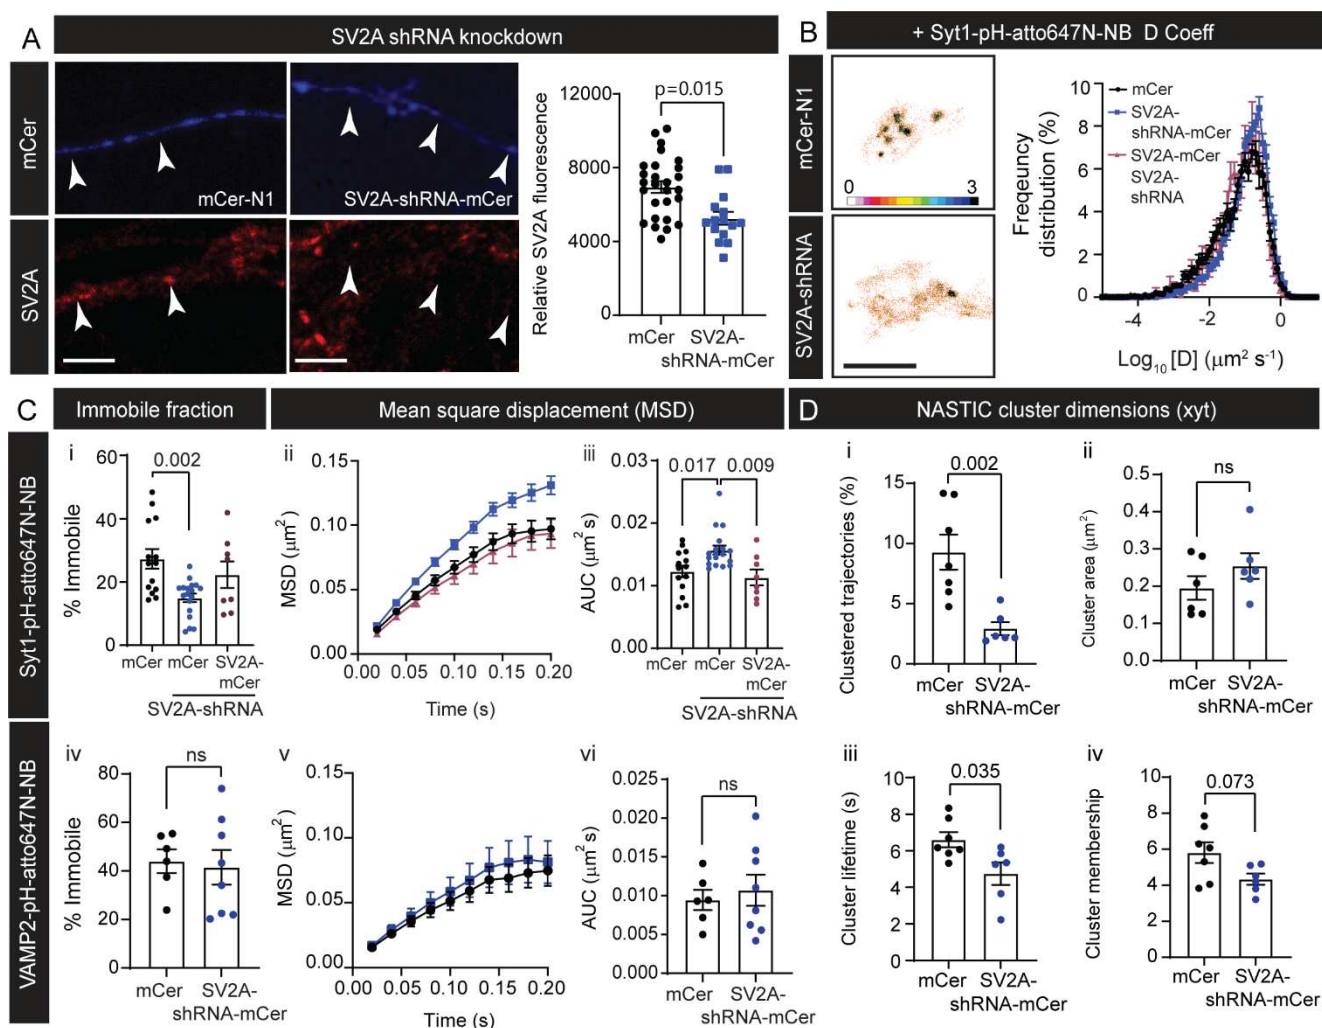 A
SV2A shRNA knockdown
mCer
mCer-N1
SV2A-shRNA-mCer
SV2A
Relative SV2A fluorescence
12000
8000
4000
0
p=0.015
mCer
SV2A-
shRNA-mCer
B
+ Syt1-pH-atto647N-NB D Coeff
mCer-N1
0 3
SV2A-shRNA
Freqeuncy
distribution (%)
10
8
6
4
2
0
mCer
SV2A-
shRNA-mCer
SV2A-mCer
SV2A-
shRNA
-4 -2 0
Log10 [D] (μm² s⁻¹)
C
Immobile fraction
Mean square displacement (MSD)
Syt1-pH-atto647N-NB
i
% Immobile
60
40
20
0
0.002
mCer mCer SV2A-
mCer
SV2A-shRNA
ii
MSD (μm²)
0.15
0.10
0.05
0.00
0.00 0.05 0.10 0.15 0.20
Time (s)
iii
AUC (μm² s)
0.03
0.02
0.01
0.00
0.017 0.009
mCer mCer SV2A-
mCer
SV2A-shRNA
VAMP2-pH-atto647N-NB
iv
% Immobile
80
60
40
20
0
ns
mCer SV2A-
shRNA-mCer
v
MSD (μm²)
0.15
0.10
0.05
0.00
0.00 0.05 0.10 0.15 0.20
Time (s)
vi
AUC (μm² s)
0.025
0.020
0.015
0.010
0.005
0.000
ns
mCer SV2A-
shRNA-mCer
D
NASTIC cluster dimensions (xyt)
i
Clustered trajectories (%)
15
10
5
0
0.002
mCer SV2A-
shRNA-mCer
ii
Cluster area (μm²)
0.5
0.4
0.3
0.2
0.1
0.0
ns
mCer SV2A-
shRNA-mCer
iii
Cluster lifetime (s)
10
8
6
4
2
0
0.035
mCer SV2A-
shRNA-mCer
iv
Cluster membership
10
8
6
4
2
0
0.073
mCer SV2A-
shRNA-mCer